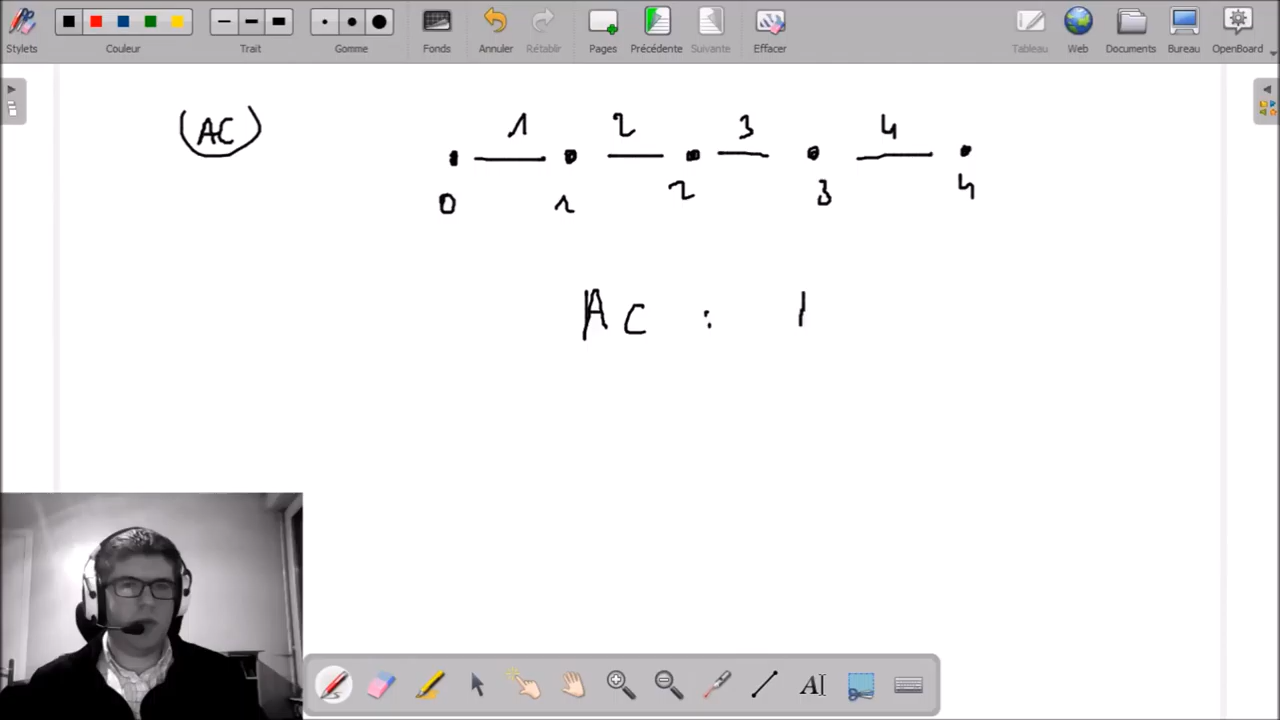 Stylets Couleur Trait Gomme Fonds Annuler Rétablir Pages Précédente Suivante Effacer Tableau Web Documents Bureau OpenBoard
AC 1 2 3 4
0 1 2 3 4
AC :
AI